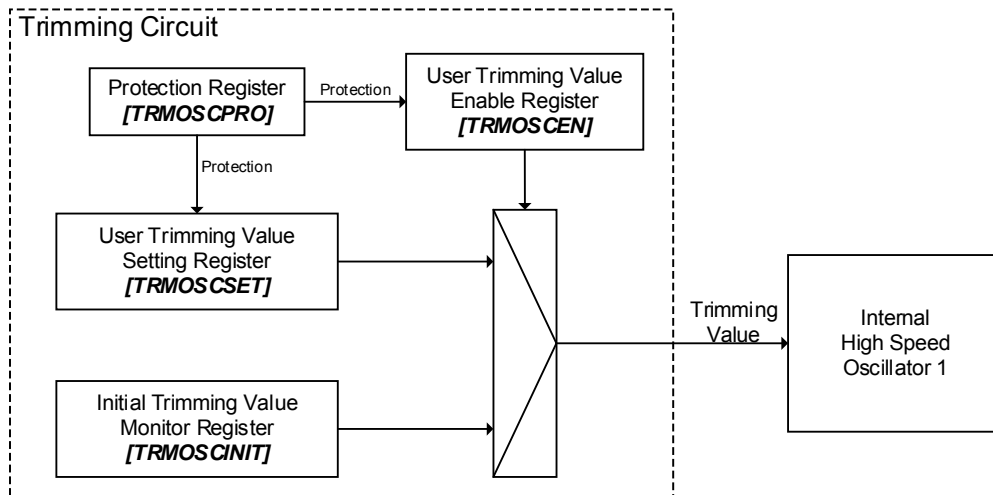 Trimming Circuit
Protection Register
[TRMOSCPRO]
Protection
User Trimming Value
Enable Register
[TRMOSCEN]
Protection
User Trimming Value
Setting Register
[TRMOSCSET]
Trimming
Value
Internal
High Speed
Oscillator 1
Initial Trimming Value
Monitor Register
[TRMOSCINIT]